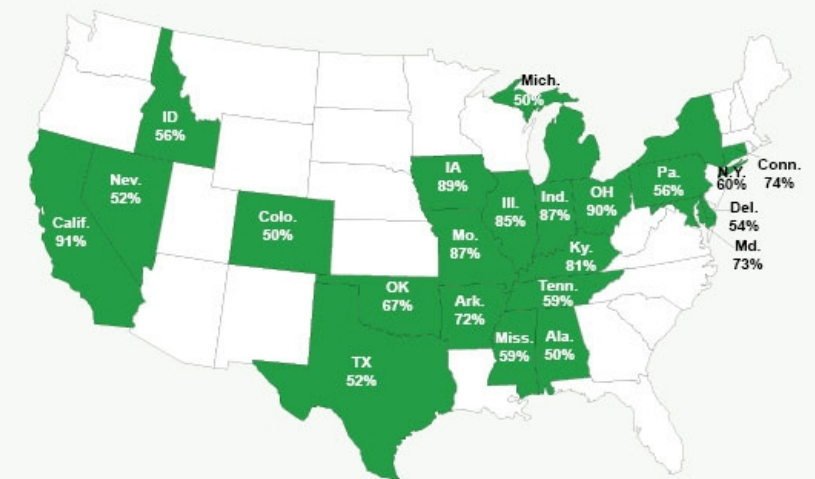 Mich.
50%
ID
56%
Nev.
52%
Calif.
91%
Colo.
50%
IA
89%
Ill.
85%
Ind.
87%
OH
90%
Pa.
56%
N.Y.
60%
Conn.
74%
Del.
54%
Md.
73%
Mo.
87%
Ky.
81%
OK
67%
Ark.
72%
Tenn.
59%
Miss.
59%
Ala.
50%
TX
52%